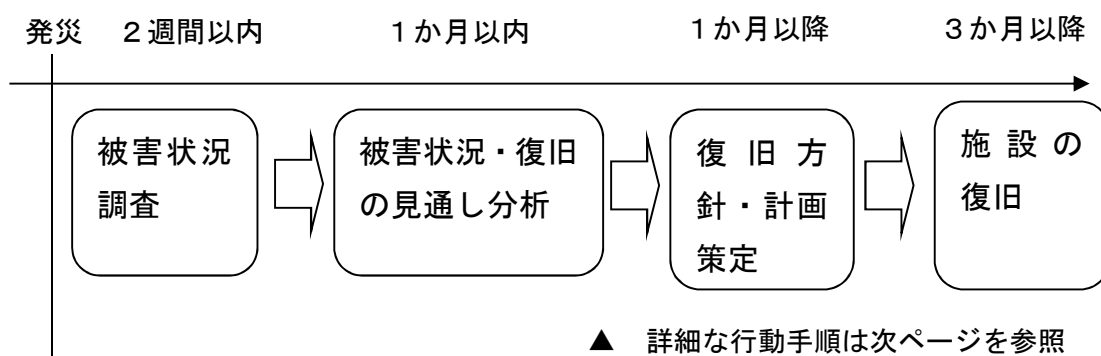 発災 ２週間以内 １か月以内 １か月以降 ３か月以降
被害状況
調査
被害状況・復旧
の見通し分析
復旧方
針・計画
策定
施設の
復旧
▲ 詳細な行動手順は次ページを参照